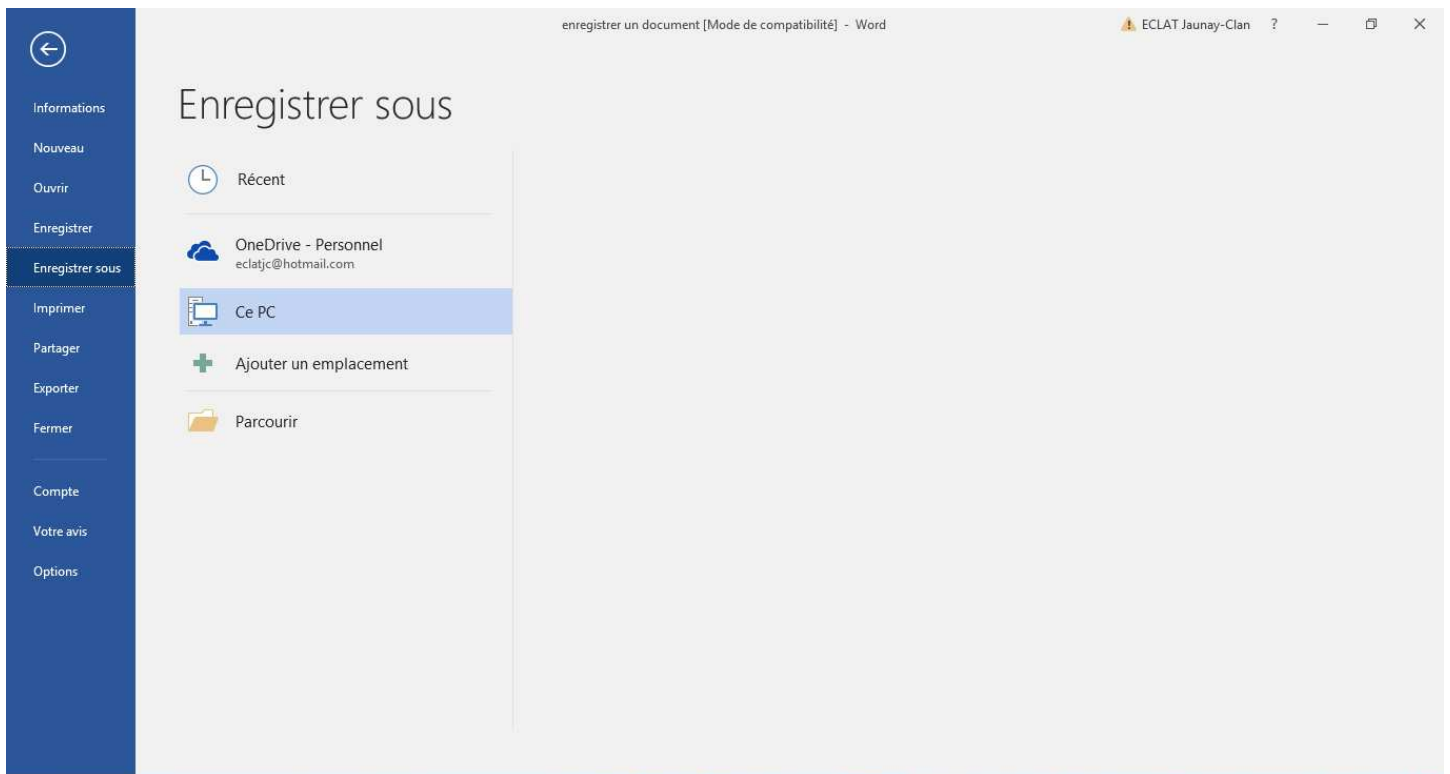 enregistrer un document [Mode de compatibilité] - Word
ECLAT Jaunay-Clan ?
Informations
Nouveau
Ouvrir
Enregistrer
Enregistrer sous
Imprimer
Partager
Exporter
Fermer
Compte
Votre avis
Options
Enregistrer sous
Récent
OneDrive - Personnel
eclatjc@hotmail.com
Ce PC
Ajouter un emplacement
Parcourir